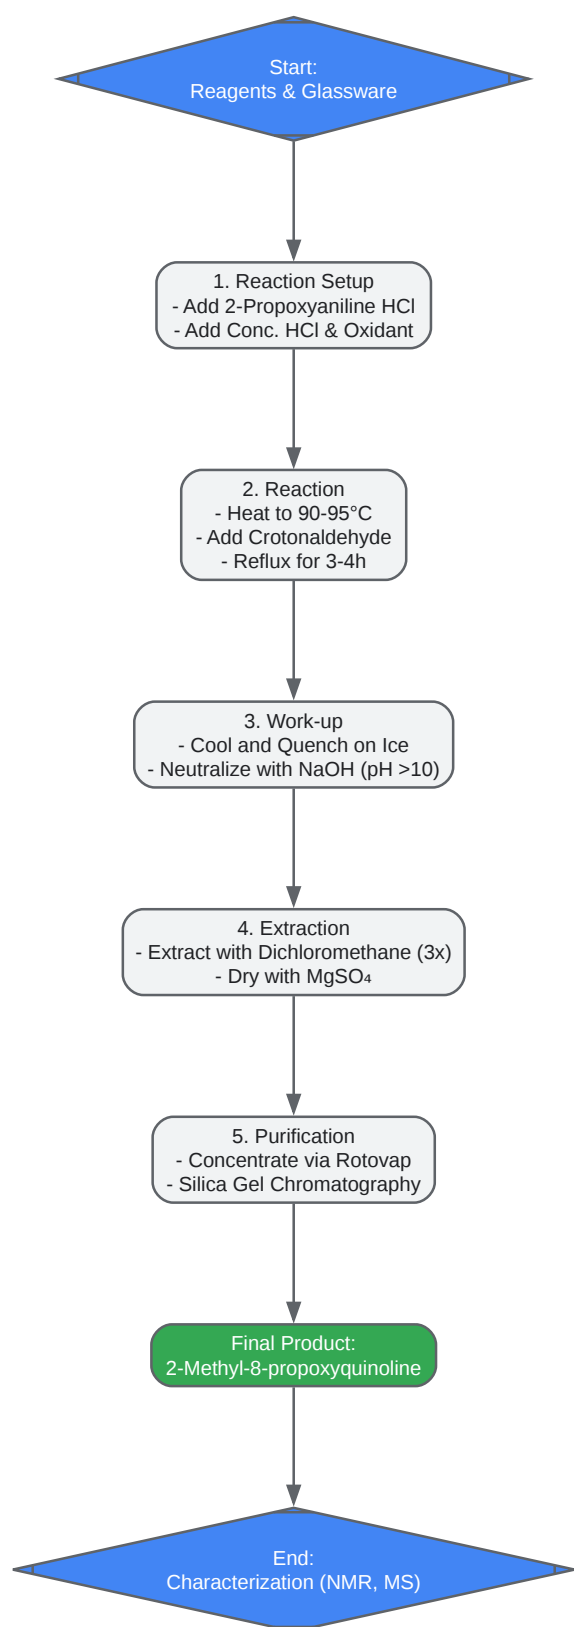 Start:
Reagents & Glassware
1. Reaction Setup
- Add 2-Propoxyaniline HCl
- Add Conc. HCl & Oxidant
2. Reaction
- Heat to 90-95°C
- Add Crotonaldehyde
- Reflux for 3-4h
3. Work-up
- Cool and Quench on Ice
- Neutralize with NaOH (pH >10)
4. Extraction
- Extract with Dichloromethane (3x)
- Dry with MgSO₄
5. Purification
- Concentrate via Rotovap
- Silica Gel Chromatography
Final Product:
2-Methyl-8-propoxyquinoline
End:
Characterization (NMR, MS)